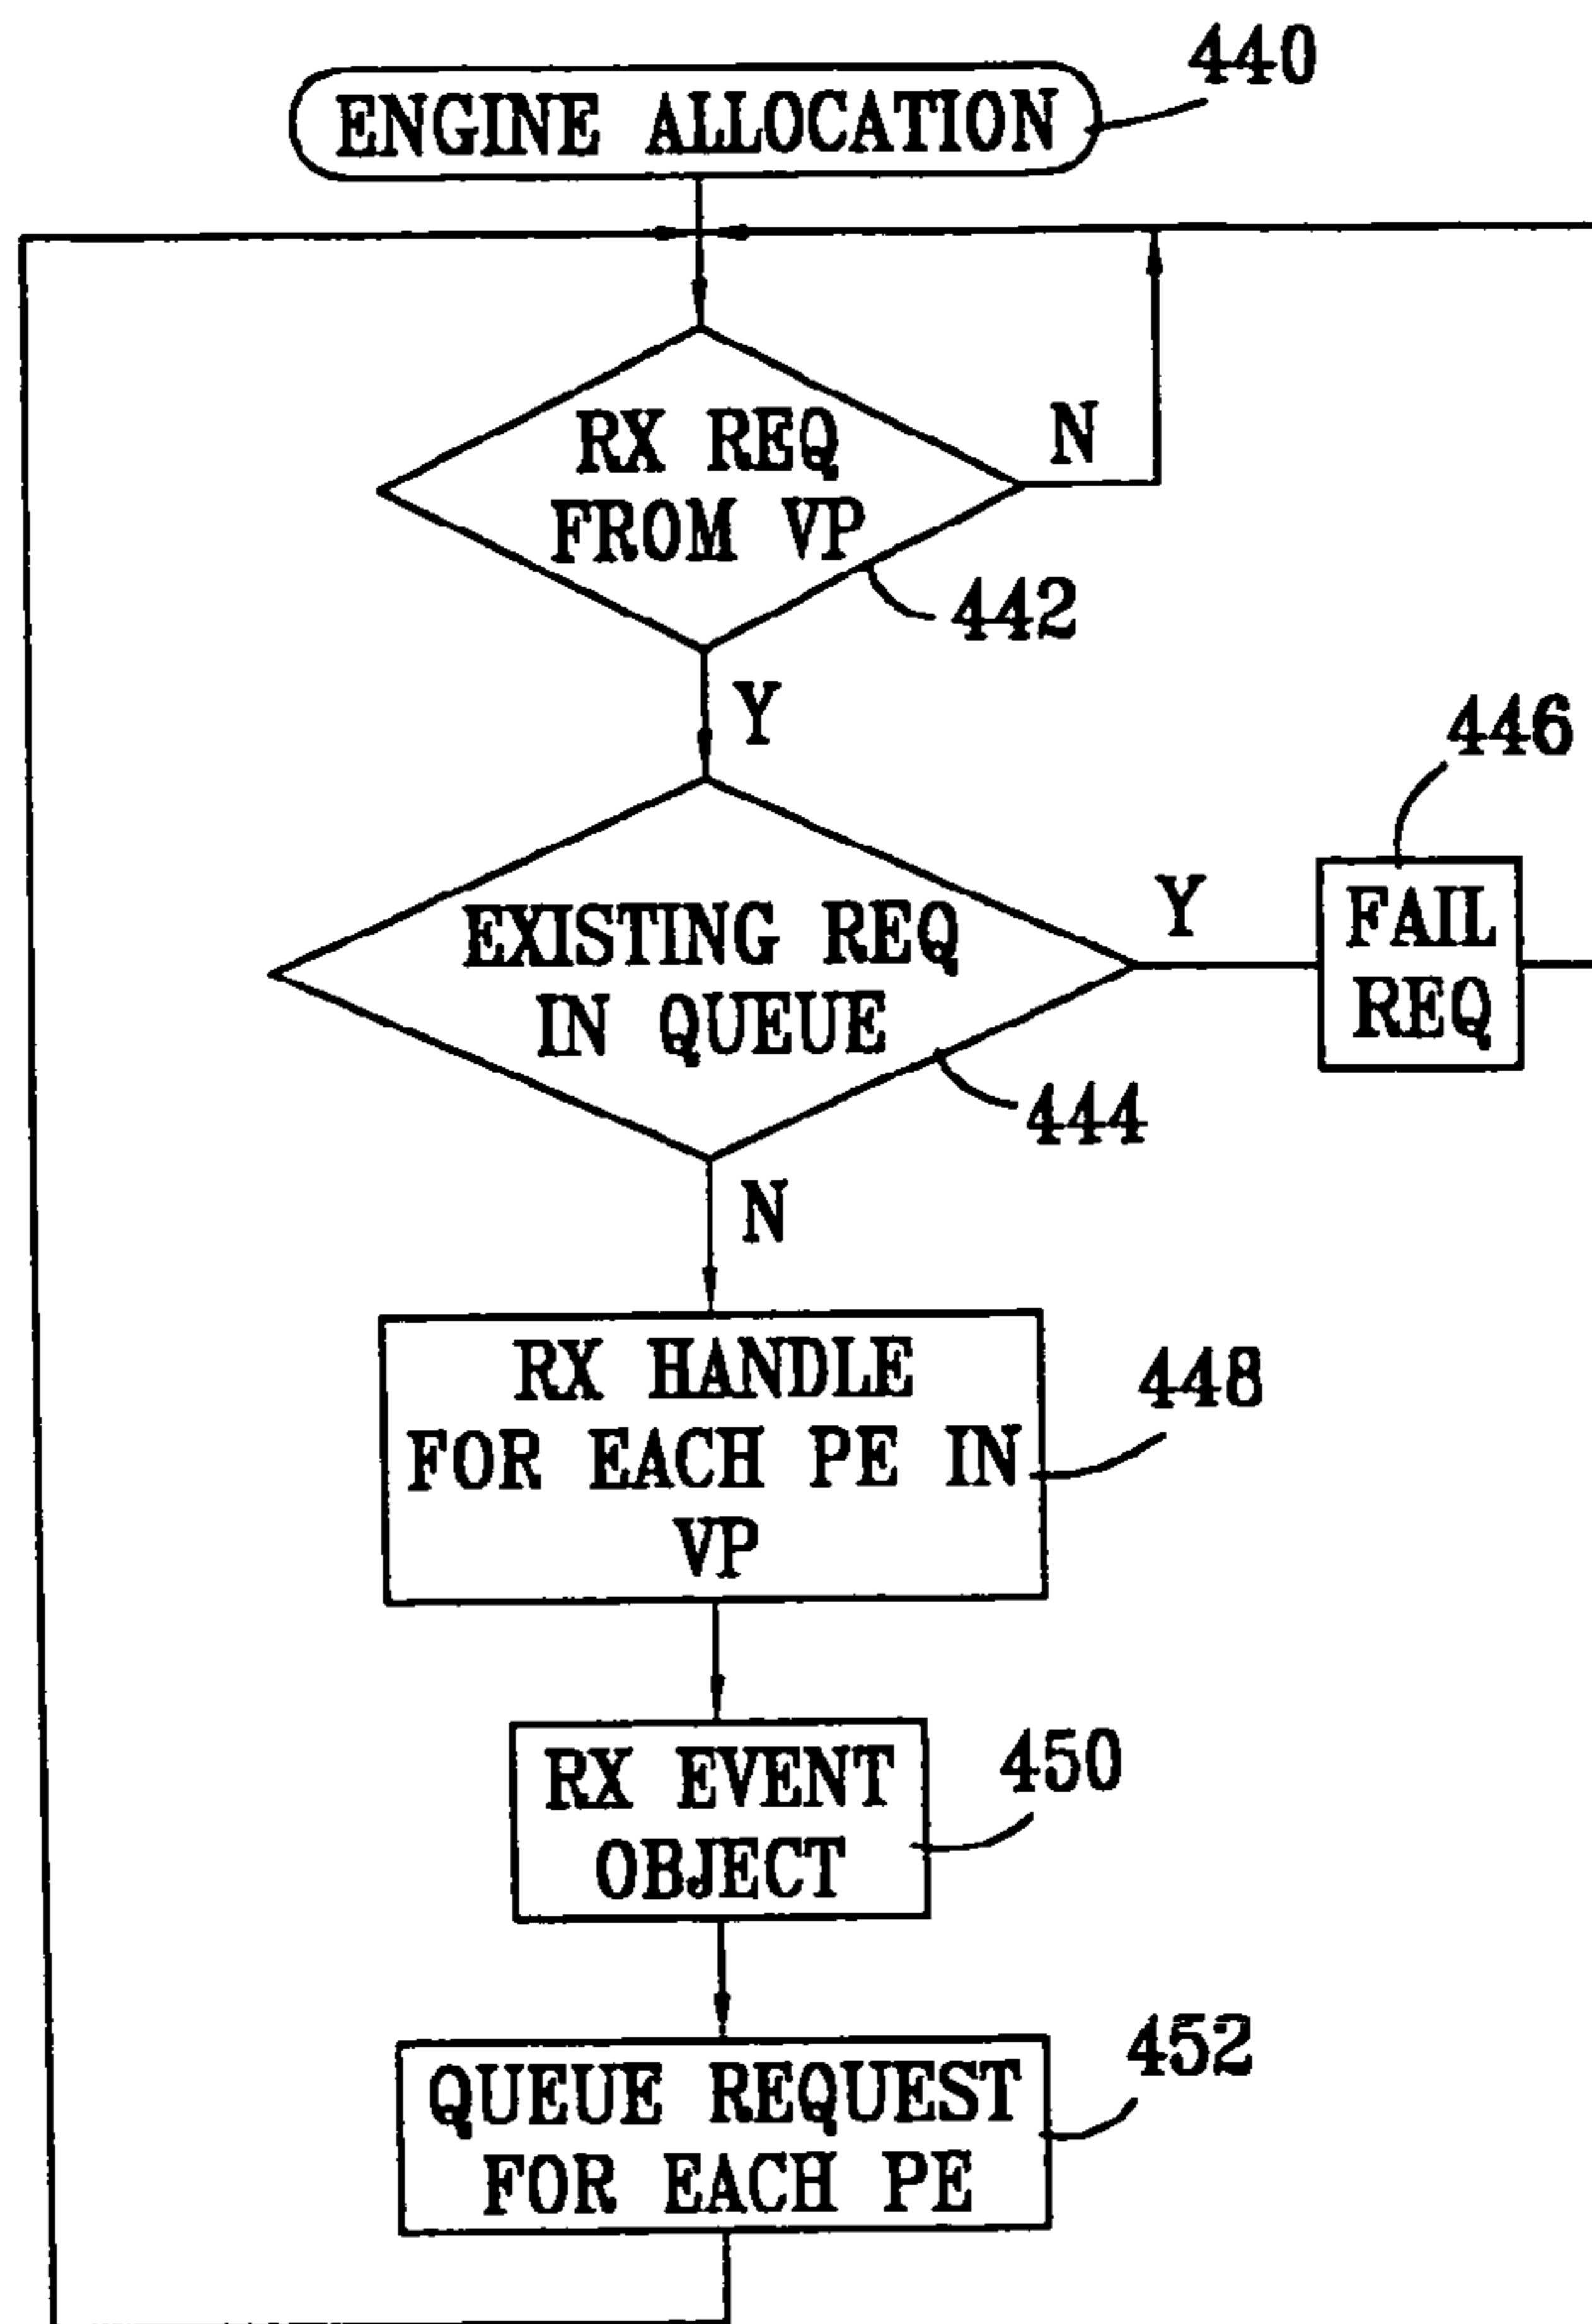 440
ENGINE ALLOCATION
RX REQ
FROM VP
N
442
Y
446
EXISTING REQ
IN QUEUE
Y
FAIL
REQ
444
N
RX HANDLE
FOR EACH PE IN
VP
448
RX EVENT
OBJECT
450
QUEUE REQUEST
FOR EACH PE
452